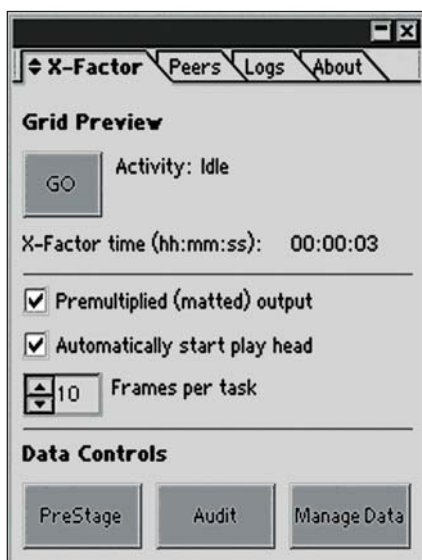 X-Factor Peers Logs About
Grid Preview
GO Activity: Idle
X-Factor time (hh:mm:ss): 00:00:03
Premultiplied (matted) output
Automatically start play head
10 Frames per task
Data Controls
PreStage Audit Manage Data